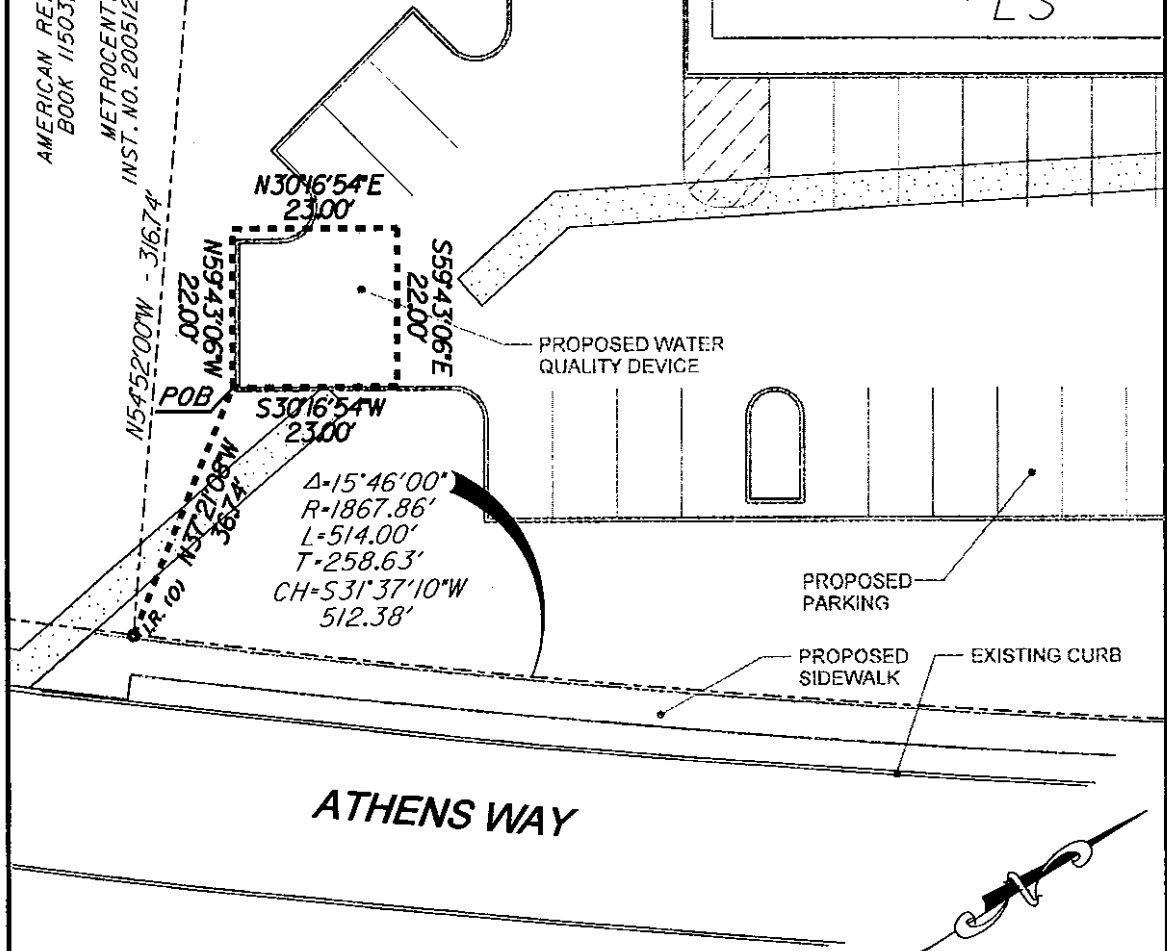 AMERICAN RE
BOOK 11503
METROCENT
INST. NO. 200512
N54°52'00"W - 316.74'
LS
N30°16'54"E
23.00'
N59°43'06"W
22.00'
S59°43'06"E
22.00'
PROPOSED WATER
QUALITY DEVICE
POB
S30°16'54"W
23.00'
N37°21'08"W
36.74'
I.R. (O)
Δ=15°46'00"
R=1867.86'
L=514.00'
T=258.63'
CH=S31°37'10"W
512.38'
PROPOSED
PARKING
PROPOSED
SIDEWALK
EXISTING CURB
ATHENS WAY
N